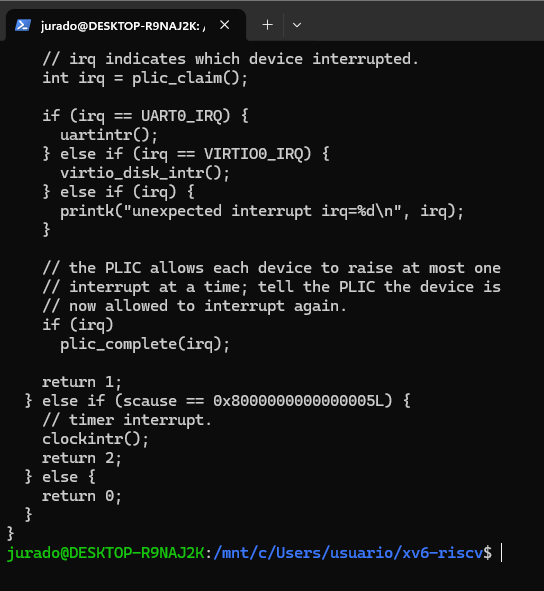 jurado@DESKTOP-R9NAJ2K: /
    // irq indicates which device interrupted.
    int irq = plic_claim();

    if (irq == UART0_IRQ) {
      uartintr();
    } else if (irq == VIRTIO0_IRQ) {
      virtio_disk_intr();
    } else if (irq) {
      printk("unexpected interrupt irq=%d\n", irq);
    }

    // the PLIC allows each device to raise at most one
    // interrupt at a time; tell the PLIC the device is
    // now allowed to interrupt again.
    if (irq)
      plic_complete(irq);

    return 1;
  } else if (scause == 0x8000000000000005L) {
    // timer interrupt.
    clockintr();
    return 2;
  } else {
    return 0;
  }
}
jurado@DESKTOP-R9NAJ2K:/mnt/c/Users/usuario/xv6-riscv$